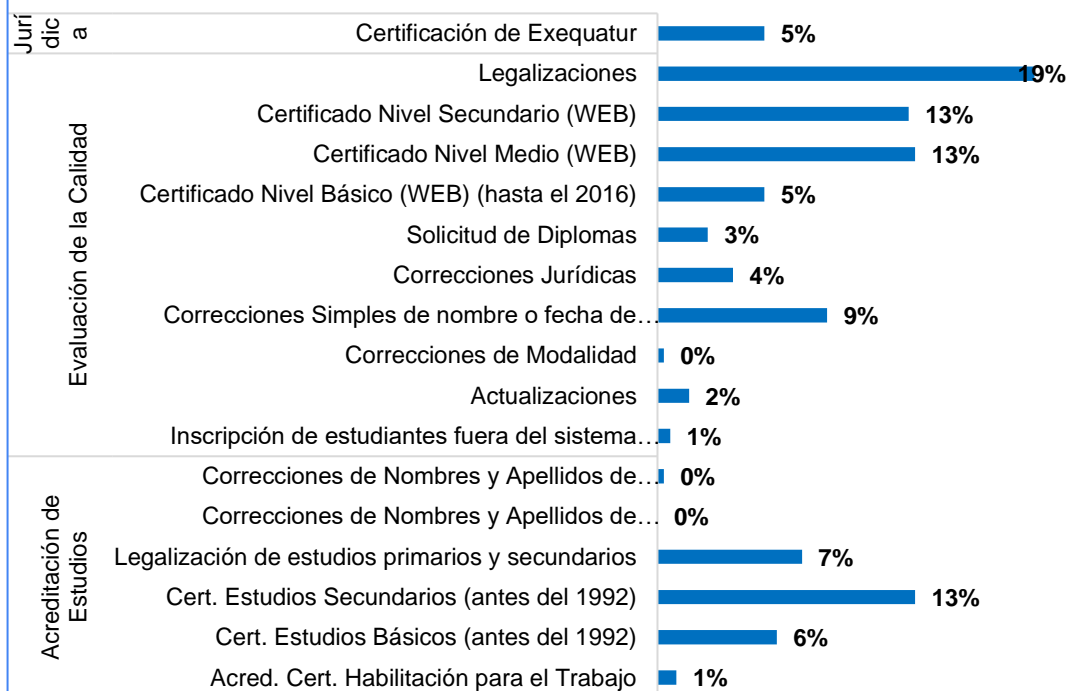 Jurí
dic
a
Certificación de Exequatur 5%
Evaluación de la Calidad
Legalizaciones 19%
Certificado Nivel Secundario (WEB) 13%
Certificado Nivel Medio (WEB) 13%
Certificado Nivel Básico (WEB) (hasta el 2016) 5%
Solicitud de Diplomas 3%
Correcciones Jurídicas 4%
Correcciones Simples de nombre o fecha de… 9%
Correcciones de Modalidad 0%
Actualizaciones 2%
Inscripción de estudiantes fuera del sistema… 1%
Acreditación de
Estudios
Correcciones de Nombres y Apellidos de… 0%
Correcciones de Nombres y Apellidos de… 0%
Legalización de estudios primarios y secundarios 7%
Cert. Estudios Secundarios (antes del 1992) 13%
Cert. Estudios Básicos (antes del 1992) 6%
Acred. Cert. Habilitación para el Trabajo 1%